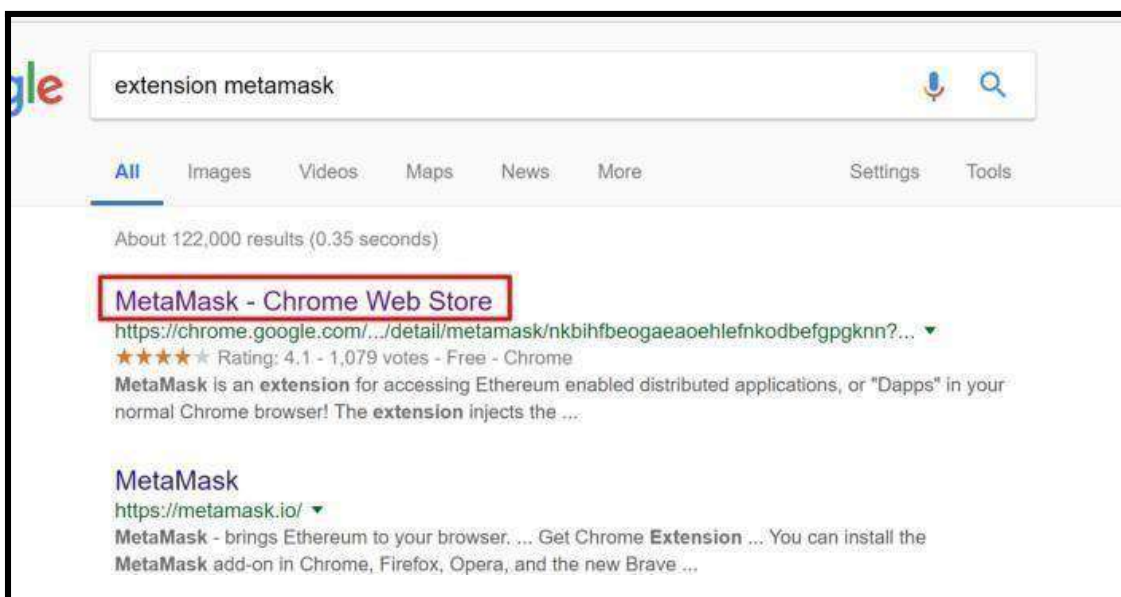 gle
extension metamask
All Images Videos Maps News More Settings Tools
About 122,000 results (0.35 seconds)
MetaMask - Chrome Web Store
https://chrome.google.com/.../detail/metamask/nkbihfbeogaeaoehlefnkodbefgpgknn?...
Rating: 4.1 - 1,079 votes - Free - Chrome
MetaMask is an extension for accessing Ethereum enabled distributed applications, or "Dapps" in your
normal Chrome browser! The extension injects the ...
MetaMask
https://metamask.io/
MetaMask - brings Ethereum to your browser. ... Get Chrome Extension ... You can install the
MetaMask add-on in Chrome, Firefox, Opera, and the new Brave ...